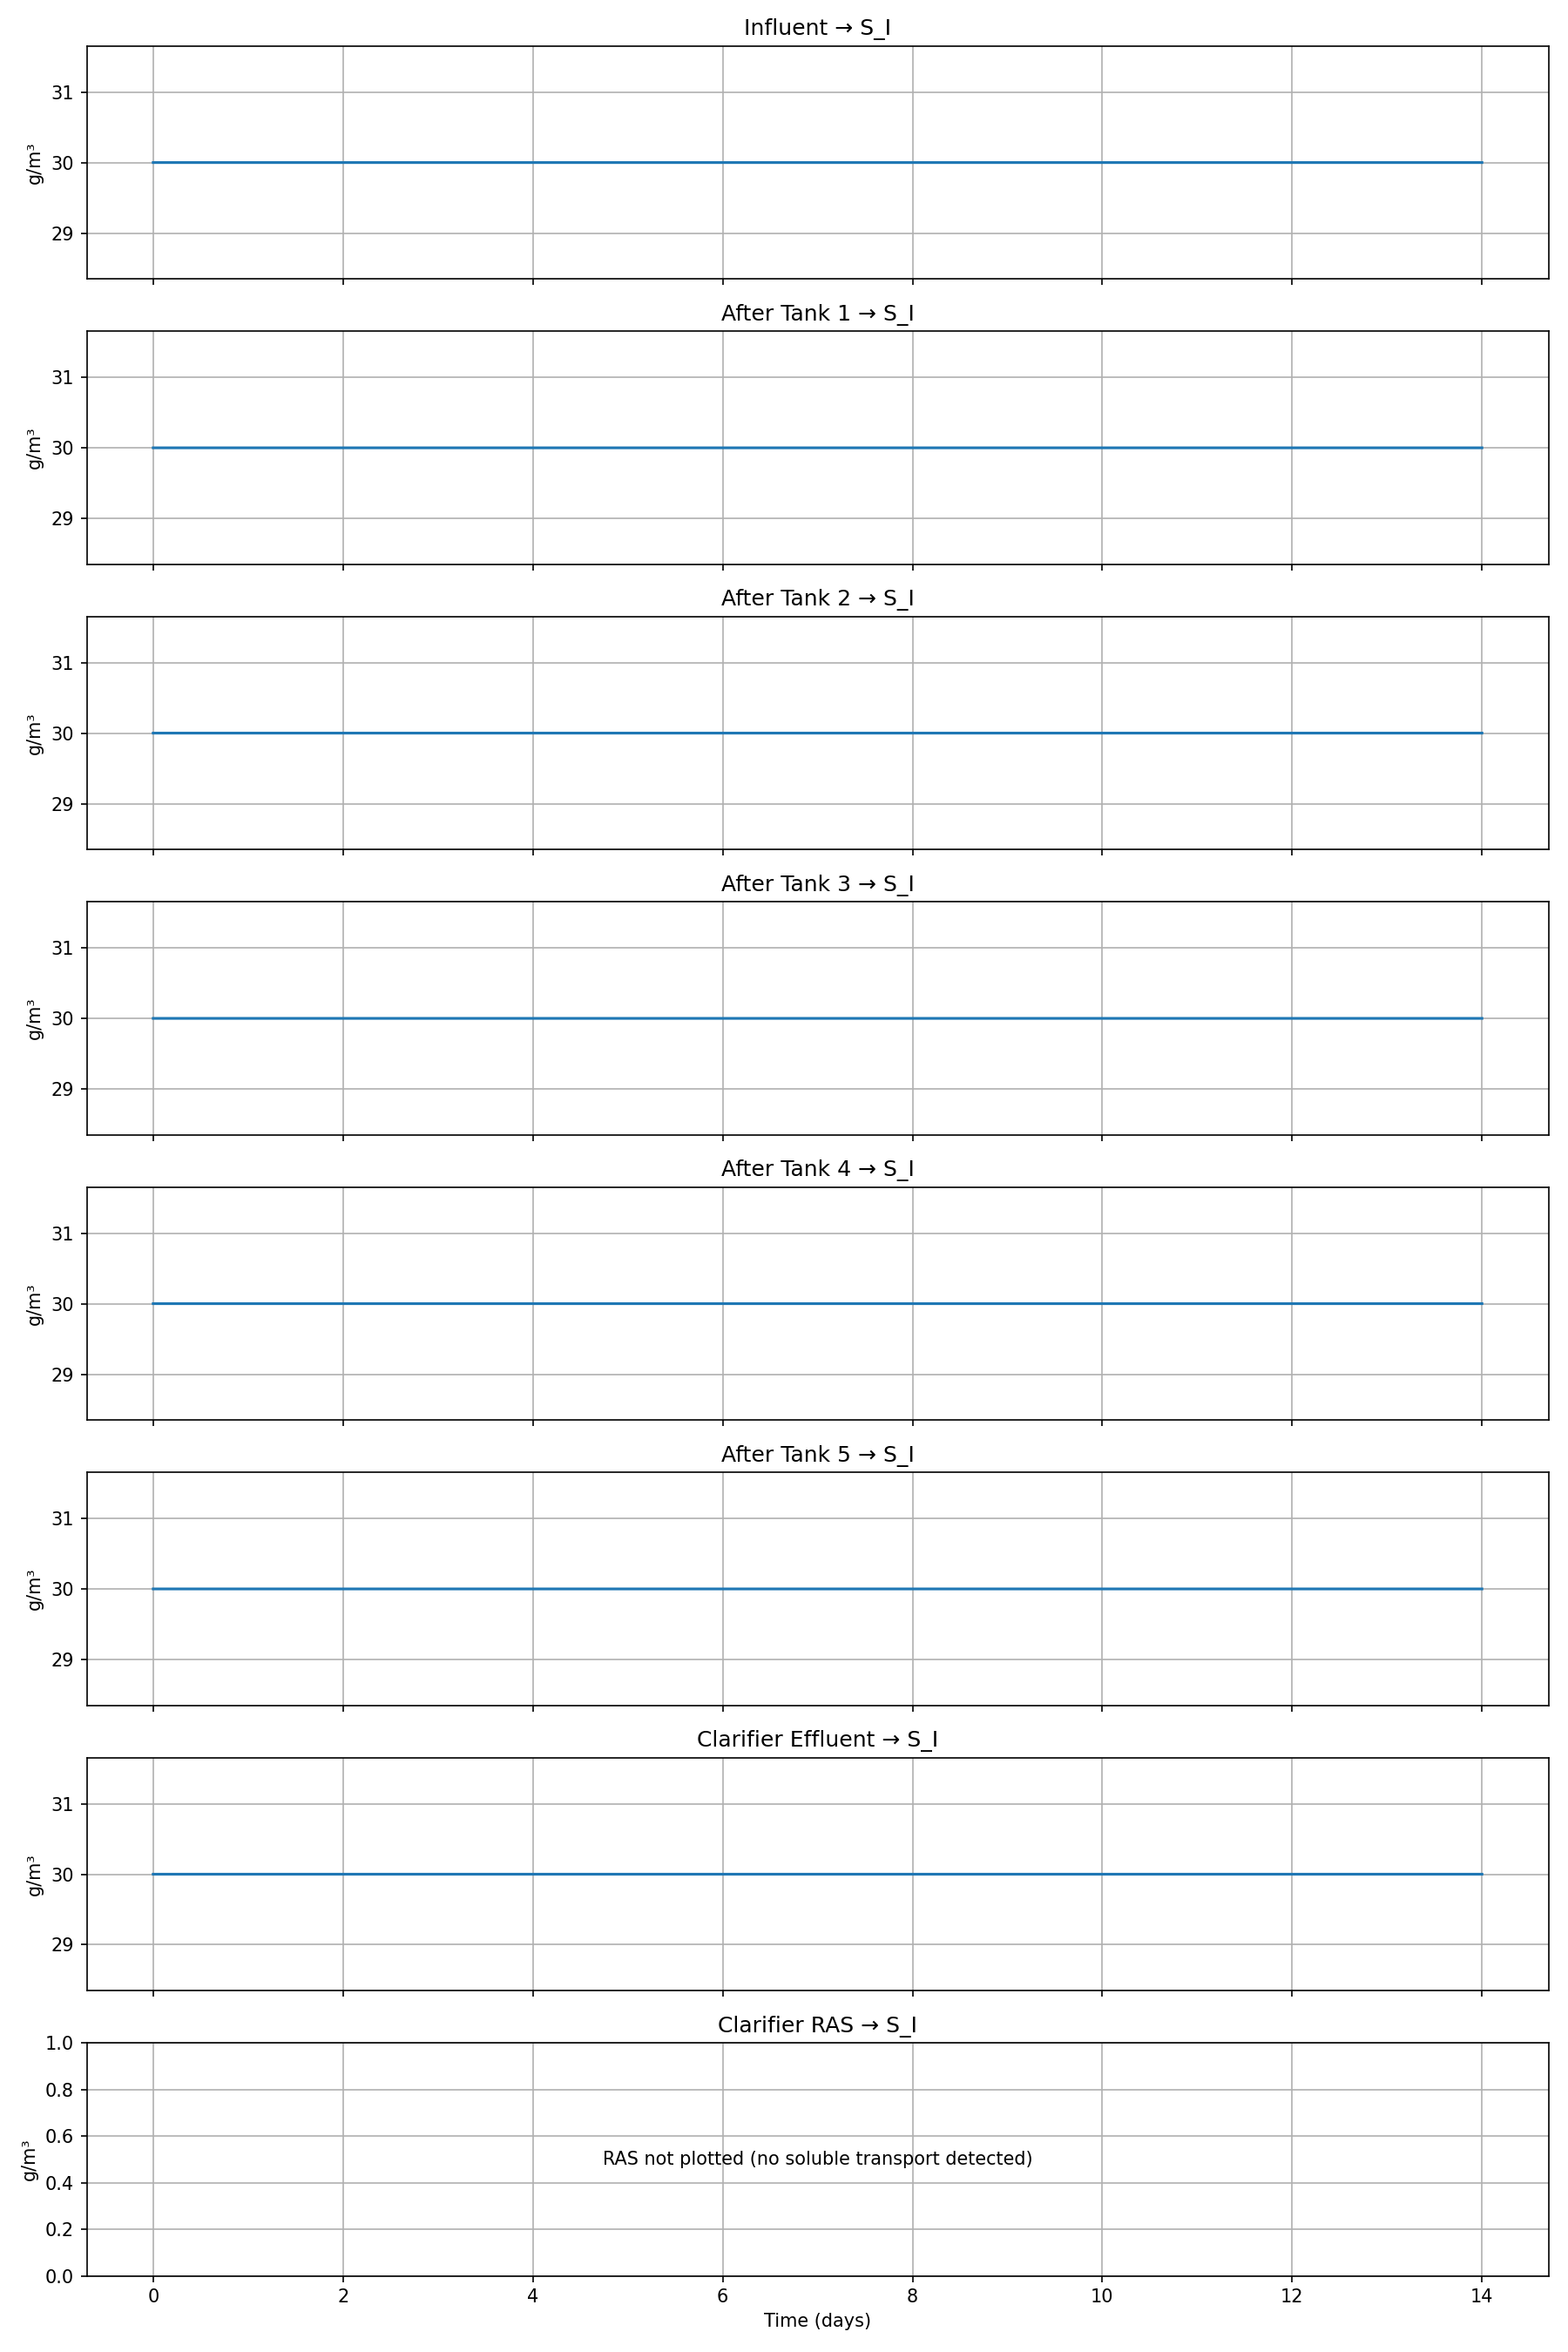 Influent → S_I
31
30
29
g/m³
After Tank 1 → S_I
31
30
29
g/m³
After Tank 2 → S_I
31
30
29
g/m³
After Tank 3 → S_I
31
30
29
g/m³
After Tank 4 → S_I
31
30
29
g/m³
After Tank 5 → S_I
31
30
29
g/m³
Clarifier Effluent → S_I
31
30
29
g/m³
Clarifier RAS → S_I
1.0
0.8
0.6
0.4
0.2
0.0
g/m³
RAS not plotted (no soluble transport detected)
0 2 4 6 8 10 12 14
Time (days)